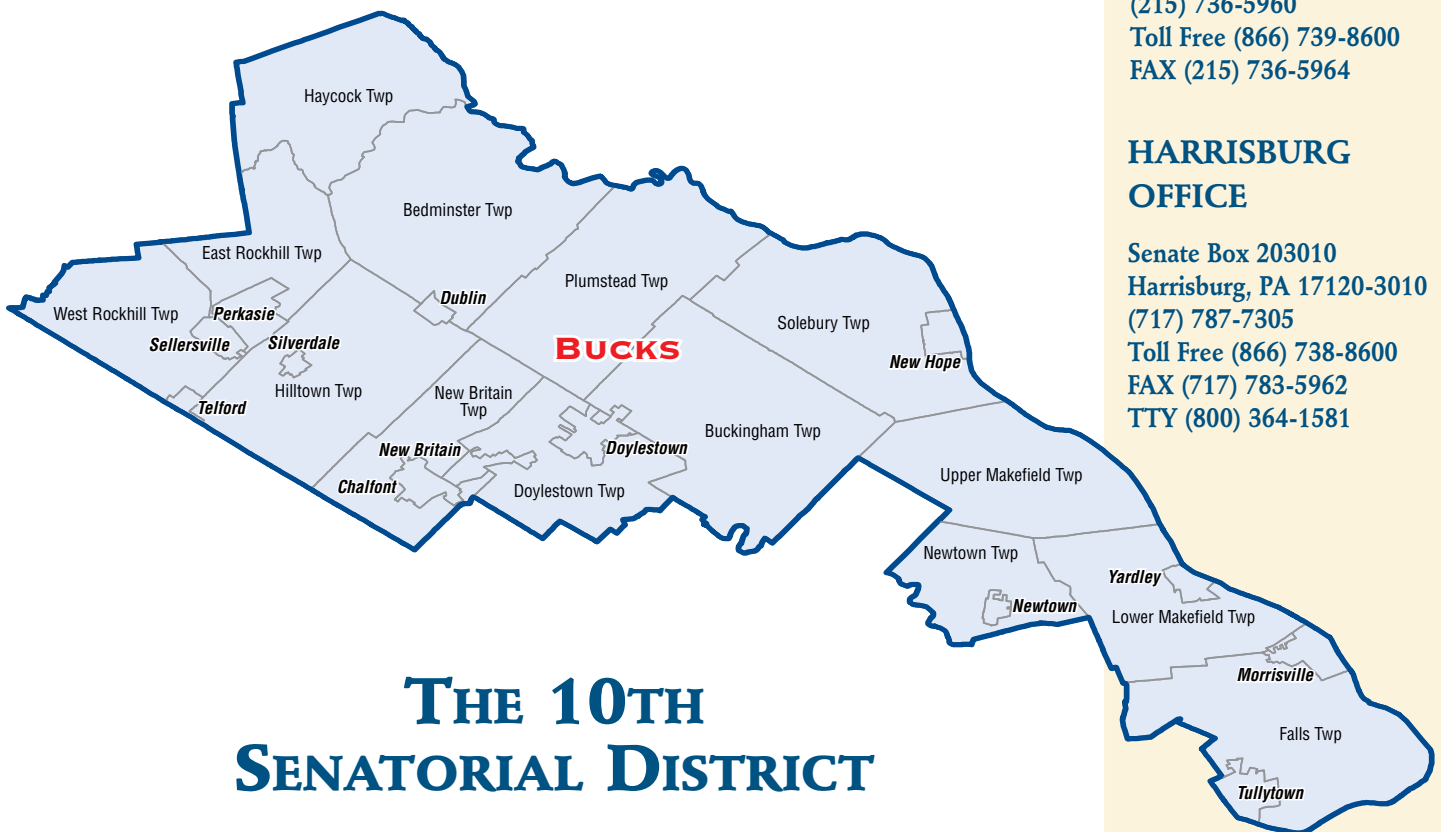 (215) 736-5960
Toll Free (866) 739-8600
FAX (215) 736-5964
HARRISBURG
OFFICE
Senate Box 203010
Harrisburg, PA 17120-3010
(717) 787-7305
Toll Free (866) 738-8600
FAX (717) 783-5962
TTY (800) 364-1581
Haycock Twp
Bedminster Twp
East Rockhill Twp
Plumstead Twp
Dublin
West Rockhill Twp
Perkasie
Solebury Twp
Sellersville
Silverdale
BUCKS
New Hope
Hilltown Twp
New Britain
Twp
Telford
Buckingham Twp
New Britain
Doylestown
Chalfont
Doylestown Twp
Upper Makefield Twp
Newtown Twp
Yardley
Newtown
Lower Makefield Twp
Morrisville
Falls Twp
Tullytown
THE 10TH
SENATORIAL DISTRICT